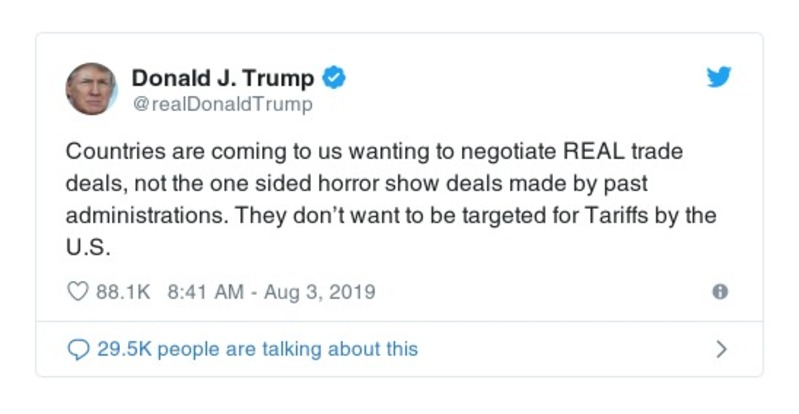 Donald J. Trump
@realDonaldTrump
Countries are coming to us wanting to negotiate REAL trade
deals, not the one sided horror show deals made by past
administrations. They don’t want to be targeted for Tariffs by the
U.S.
88.1K 8:41 AM - Aug 3, 2019
29.5K people are talking about this